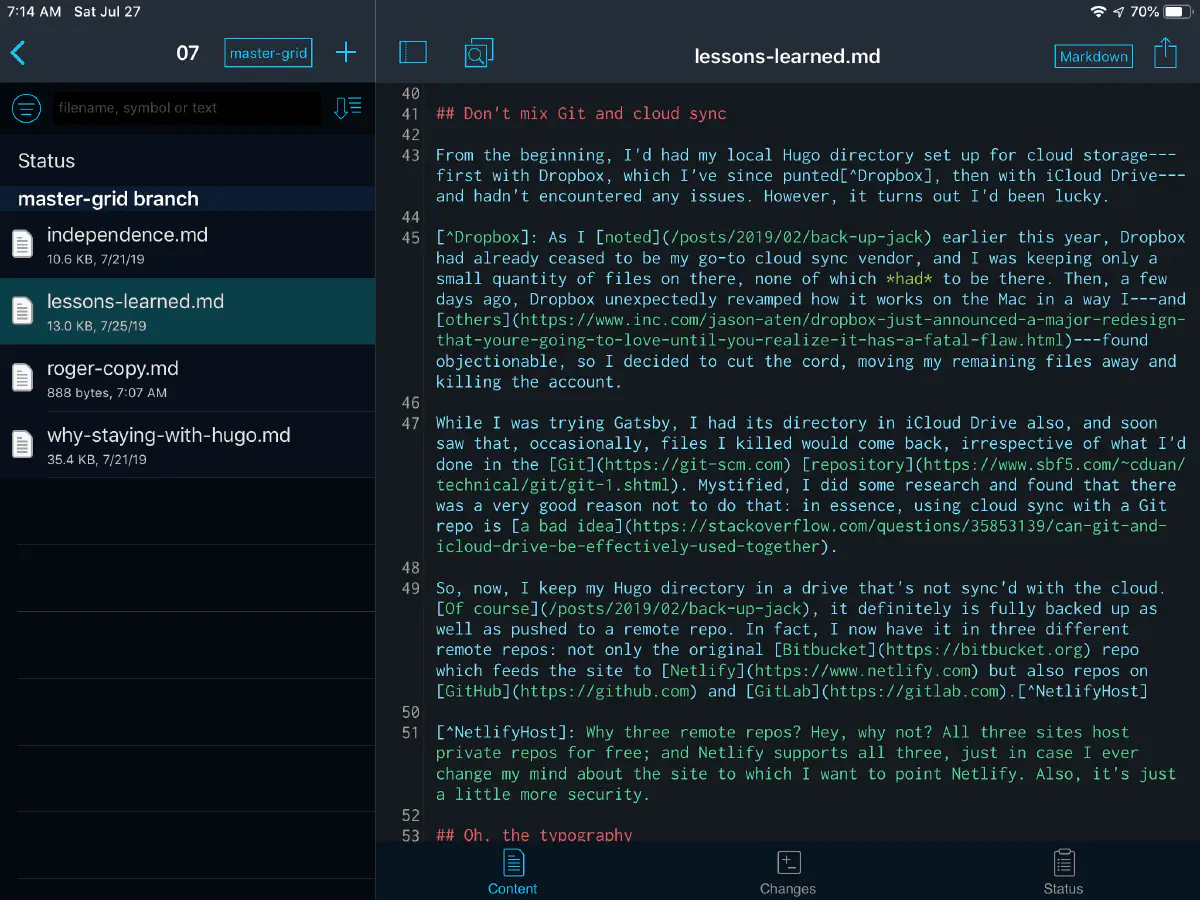 7:14 AM Sat Jul 27
70%
07
master-grid
lessons-learned.md
Markdown
filename, symbol or text
Status
master-grid branch
independence.md
10.6 KB, 7/21/19
lessons-learned.md
13.0 KB, 7/25/19
roger-copy.md
888 bytes, 7:07 AM
why-staying-with-hugo.md
35.4 KB, 7/21/19
40
41 ## Don't mix Git and cloud sync
42
43 From the beginning, I'd had my local Hugo directory set up for cloud storage---
first with Dropbox, which I've since punted[^Dropbox], then with iCloud Drive---
and hadn't encountered any issues. However, it turns out I'd been lucky.
44
45 [^Dropbox]: As I [noted](/posts/2019/02/back-up-jack) earlier this year, Dropbox
had already ceased to be my go-to cloud sync vendor, and I was keeping only a
small quantity of files on there, none of which *had* to be there. Then, a few
days ago, Dropbox unexpectedly revamped how it works on the Mac in a way I---and
[others](https://www.inc.com/jason-aten/dropbox-just-announced-a-major-redesign-
that-youre-going-to-love-until-you-realize-it-has-a-fatal-flaw.html)---found
objectionable, so I decided to cut the cord, moving my remaining files away and
killing the account.
46
47 While I was trying Gatsby, I had its directory in iCloud Drive also, and soon
saw that, occasionally, files I killed would come back, irrespective of what I'd
done in the [Git](https://git-scm.com) [repository](https://www.sbf5.com/~cduan/
technical/git/git-1.shtml). Mystified, I did some research and found that there
was a very good reason not to do that: in essence, using cloud sync with a Git
repo is [a bad idea](https://stackoverflow.com/questions/35853139/can-git-and-
icloud-drive-be-effectively-used-together).
48
49 So, now, I keep my Hugo directory in a drive that's not sync'd with the cloud.
[Of course](/posts/2019/02/back-up-jack), it definitely is fully backed up as
well as pushed to a remote repo. In fact, I now have it in three different
remote repos: not only the original [Bitbucket](https://bitbucket.org) repo
which feeds the site to [Netlify](https://www.netlify.com) but also repos on
[GitHub](https://github.com) and [GitLab](https://gitlab.com).[^NetlifyHost]
50
51 [^NetlifyHost]: Why three remote repos? Hey, why not? All three sites host
private repos for free; and Netlify supports all three, just in case I ever
change my mind about the site to which I want to point Netlify. Also, it's just
a little more security.
52
53 ## Oh, the typography
Content
Changes
Status